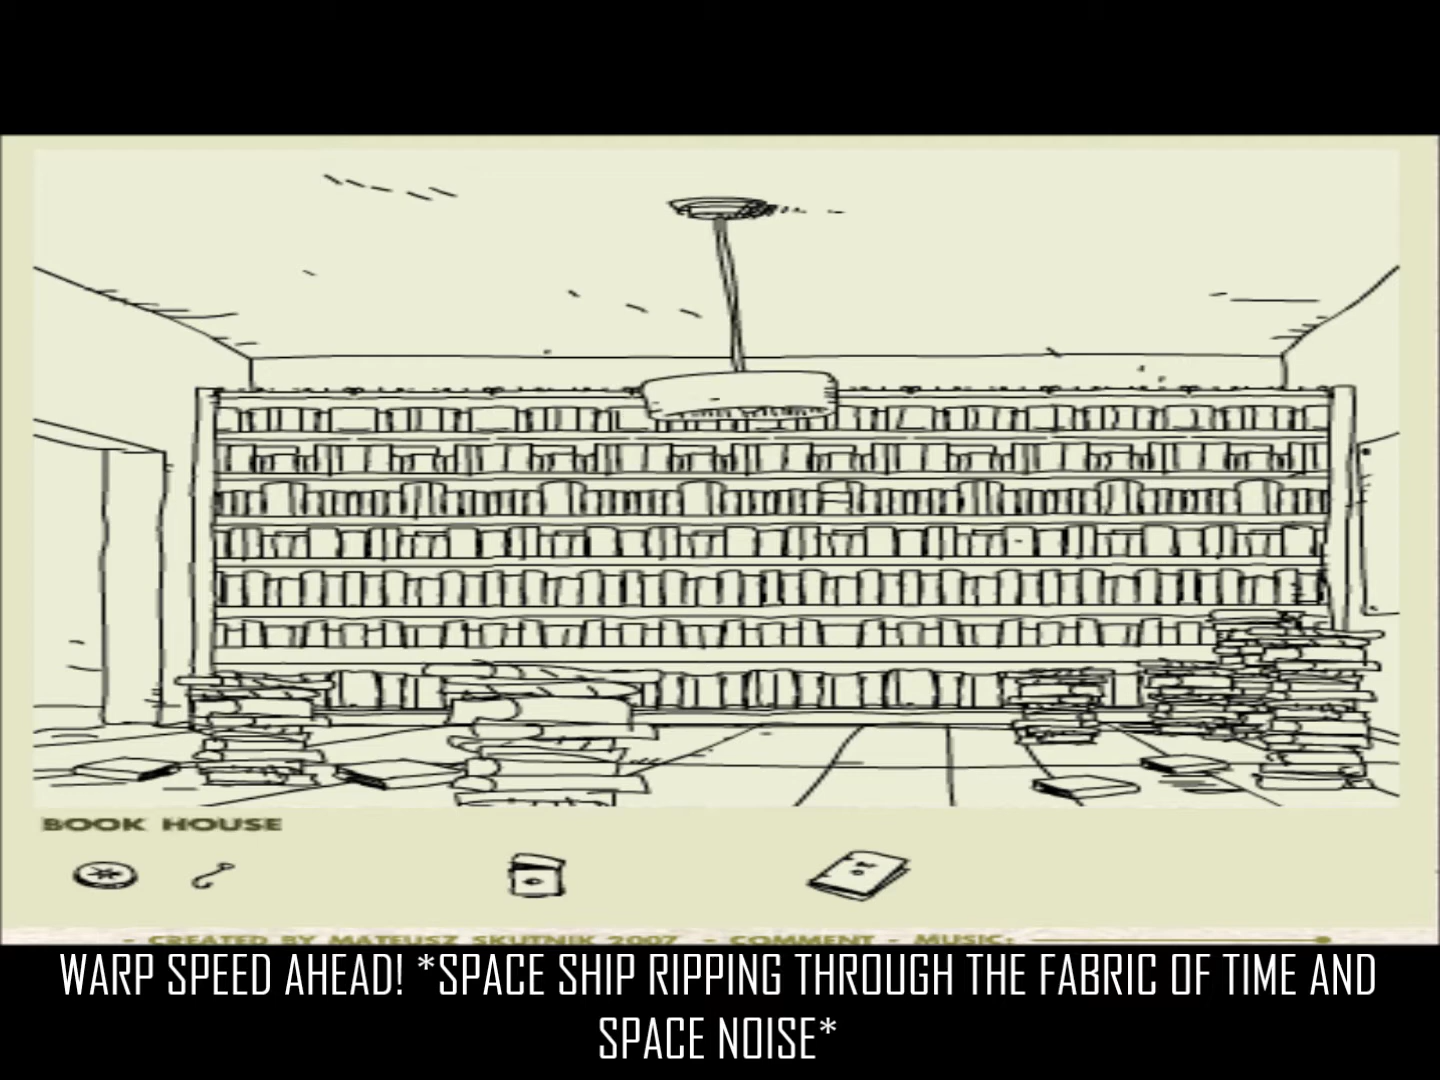 BOOK HOUSE
- CREATED BY MATEUSZ SKUTNIK 2007 - COMMENT - MUSIC:
WARP SPEED AHEAD! *SPACE SHIP RIPPING THROUGH THE FABRIC OF TIME AND
SPACE NOISE*